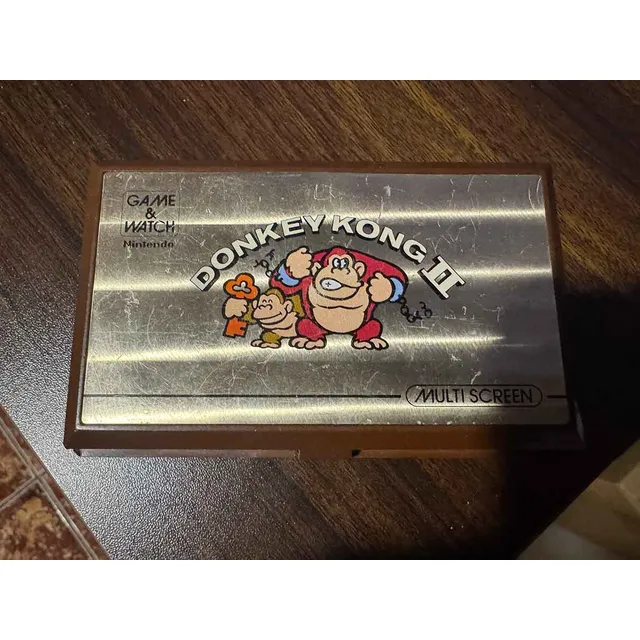 GAME
&
WATCH
Nintendo
DONKEY KONG II
MULTI SCREEN